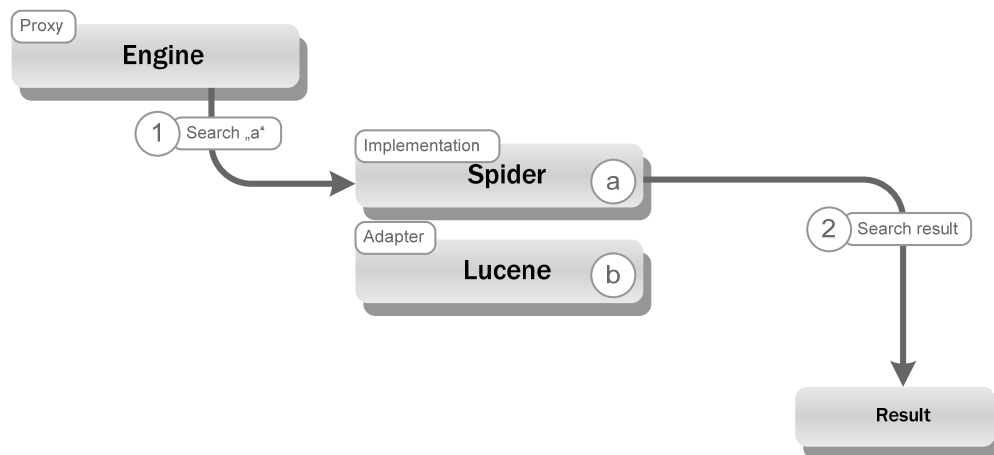 Proxy
Engine
1
Search „a“
Implementation
Spider
a
2
Search result
Adapter
Lucene
b
Result